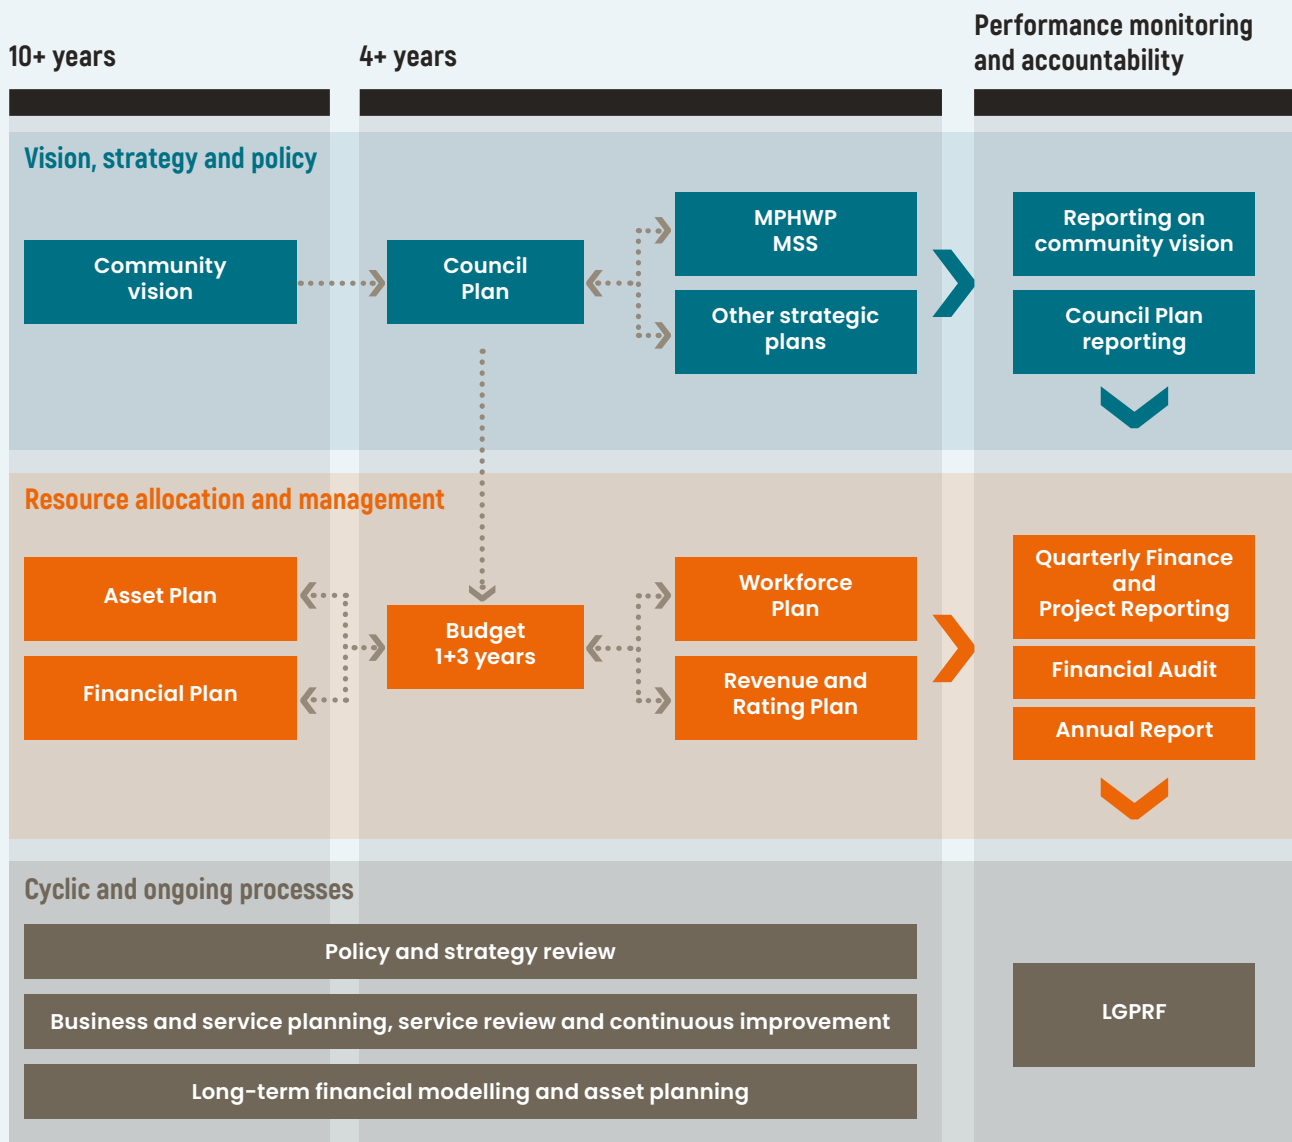 10+ years
4+ years
Performance monitoring
and accountability
Vision, strategy and policy
Community
vision
Council
Plan
MPHWP
MSS
Other strategic
plans
Reporting on
community vision
Council Plan
reporting
Resource allocation and management
Asset Plan
Financial Plan
Budget
1+3 years
Workforce
Plan
Revenue and
Rating Plan
Quarterly Finance
and
Project Reporting
Financial Audit
Annual Report
Cyclic and ongoing processes
Policy and strategy review
Business and service planning, service review and continuous improvement
Long-term financial modelling and asset planning
LGPRF